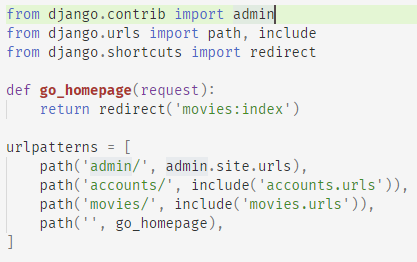 from django.contrib import admin
from django.urls import path, include
from django.shortcuts import redirect

def go_homepage(request):
    return redirect('movies:index')

urlpatterns = [
    path('admin/', admin.site.urls),
    path('accounts/', include('accounts.urls')),
    path('movies/', include('movies.urls')),
    path('', go_homepage),
]